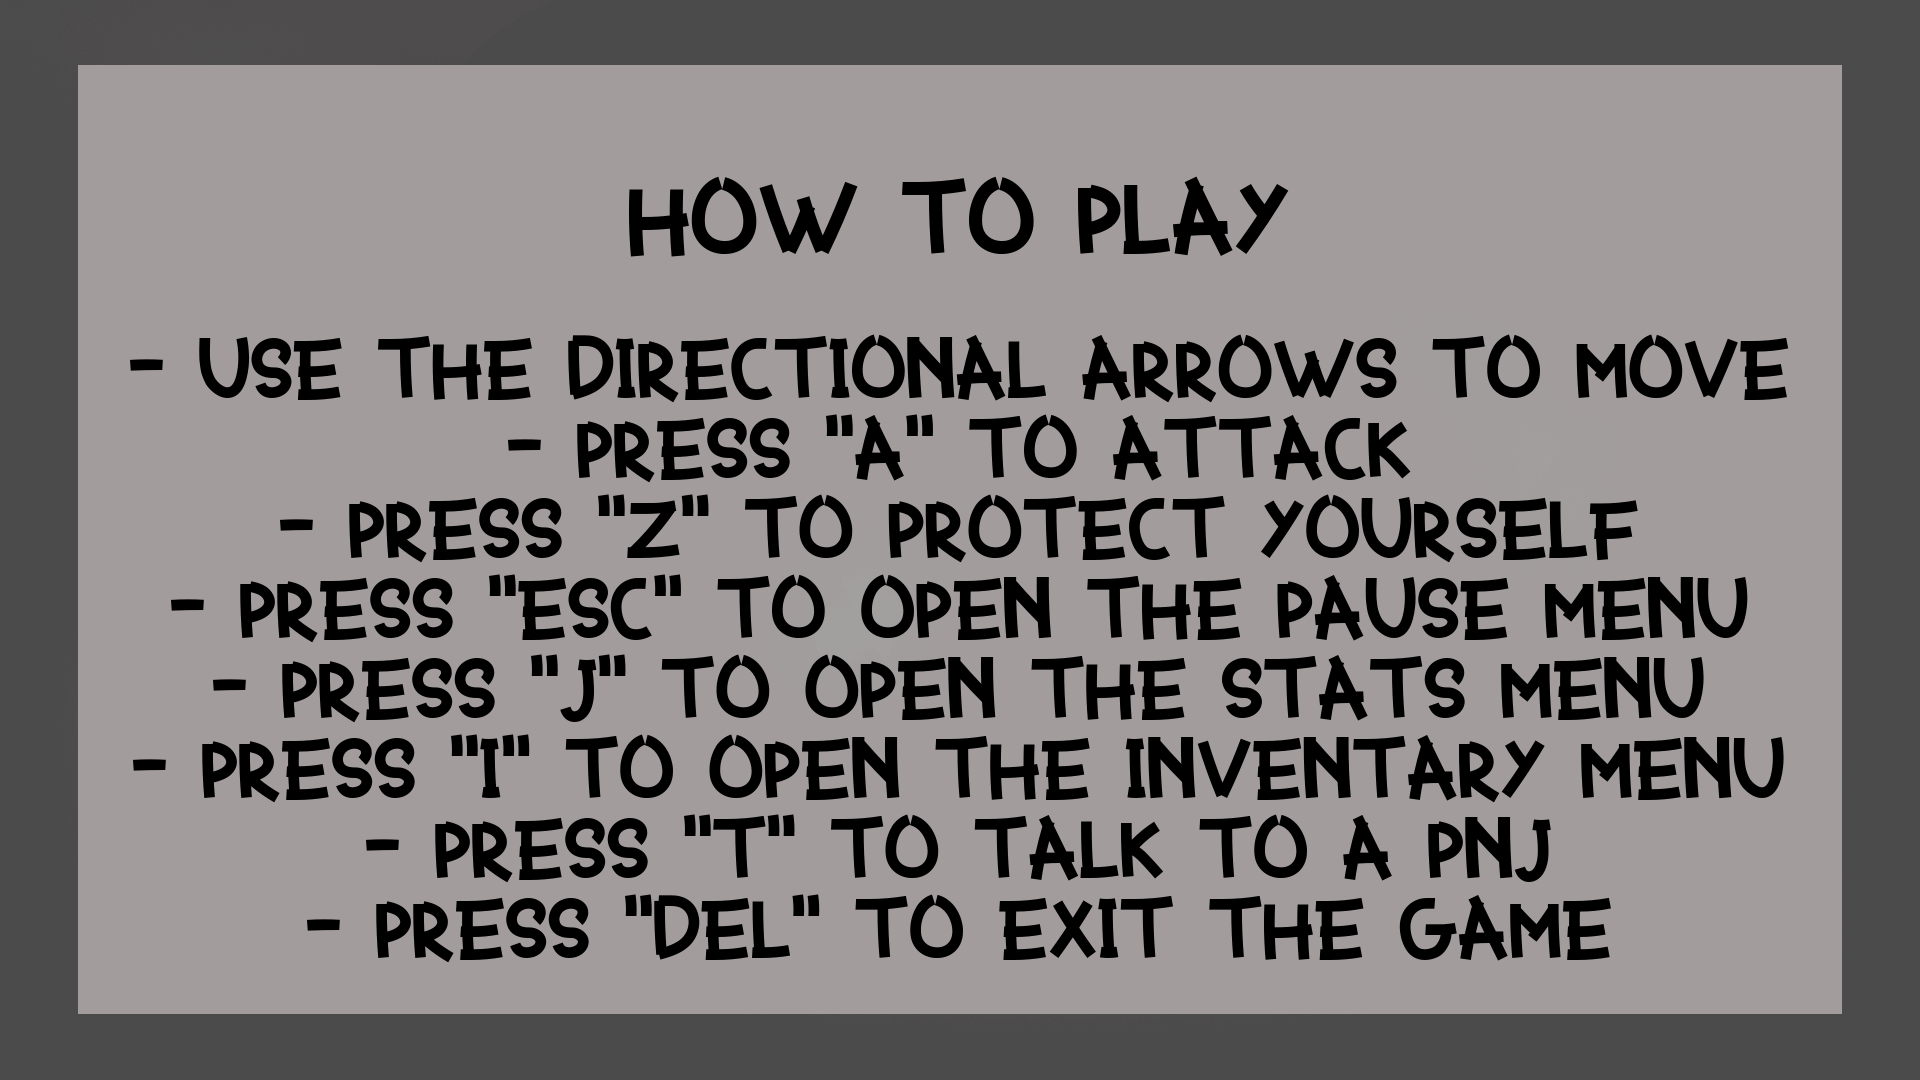 HOW TO PLAY
- USE THE DIRECTIONAL ARROWS TO MOVE
- PRESS "A" TO ATTACK
- PRESS "Z" TO PROTECT YOURSELF
- PRESS "ESC" TO OPEN THE PAUSE MENU
- PRESS "J" TO OPEN THE STATS MENU
- PRESS "I" TO OPEN THE INVENTARY MENU
- PRESS "T" TO TALK TO A PNJ
- PRESS "DEL" TO EXIT THE GAME